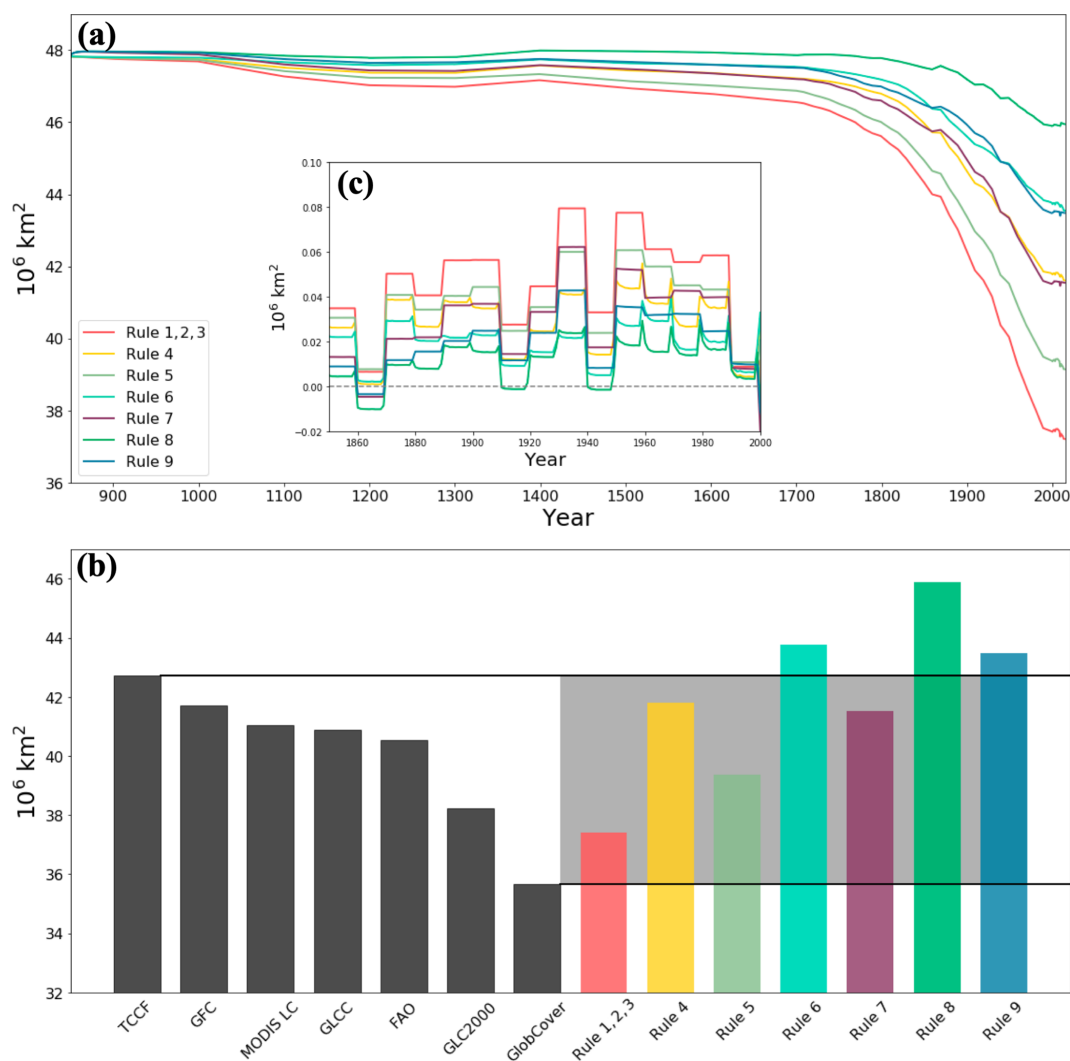 (a)
48
46
44
42
40
38
36
10⁶ km²
Rule 1,2,3
Rule 4
Rule 5
Rule 6
Rule 7
Rule 8
Rule 9
900 1000 1100 1200 1300 1400 1500 1600 1700 1800 1900 2000
Year
(c)
0.10
0.08
0.06
0.04
0.02
0.00
−0.02
10⁶ km²
1860 1880 1900 1920 1940 1960 1980 2000
Year
(b)
46
44
42
40
38
36
34
32
10⁶ km²
TCCF GFC MODIS LC GLCC FAO GLC2000 GlobCover Rule 1,2,3 Rule 4 Rule 5 Rule 6 Rule 7 Rule 8 Rule 9